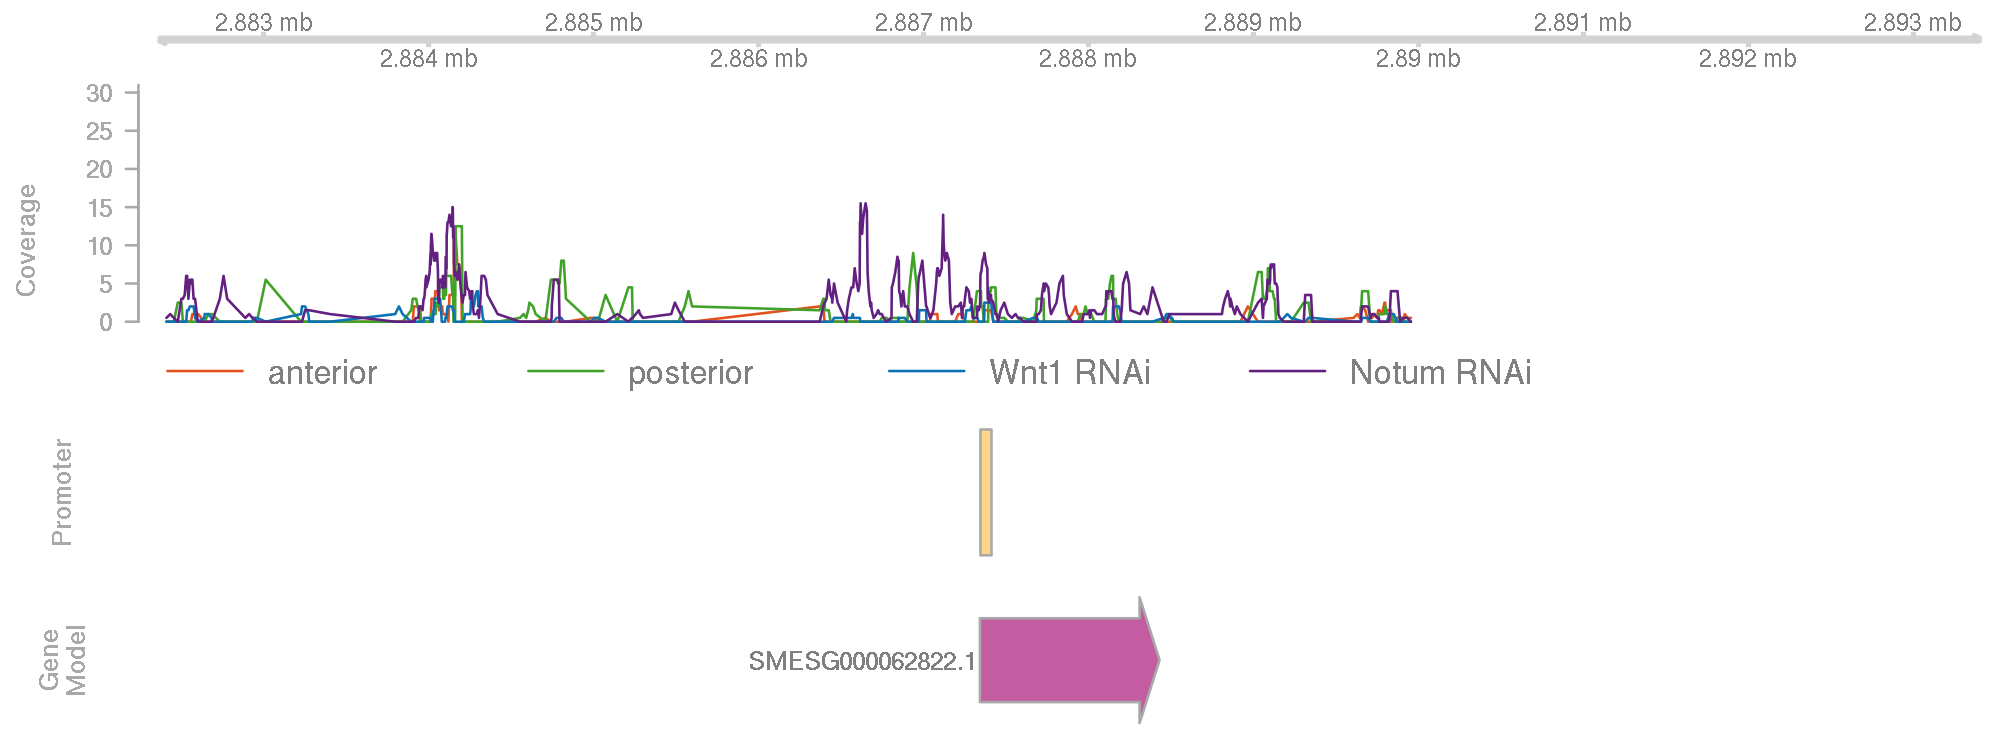 2.883 mb 2.885 mb 2.887 mb 2.889 mb 2.891 mb 2.893 mb
2.884 mb 2.886 mb 2.888 mb 2.89 mb 2.892 mb
30
25
20
15
10
5
0
Coverage
anterior posterior Wnt1 RNAi Notum RNAi
Promoter
Gene
Model
SMESG000062822.1